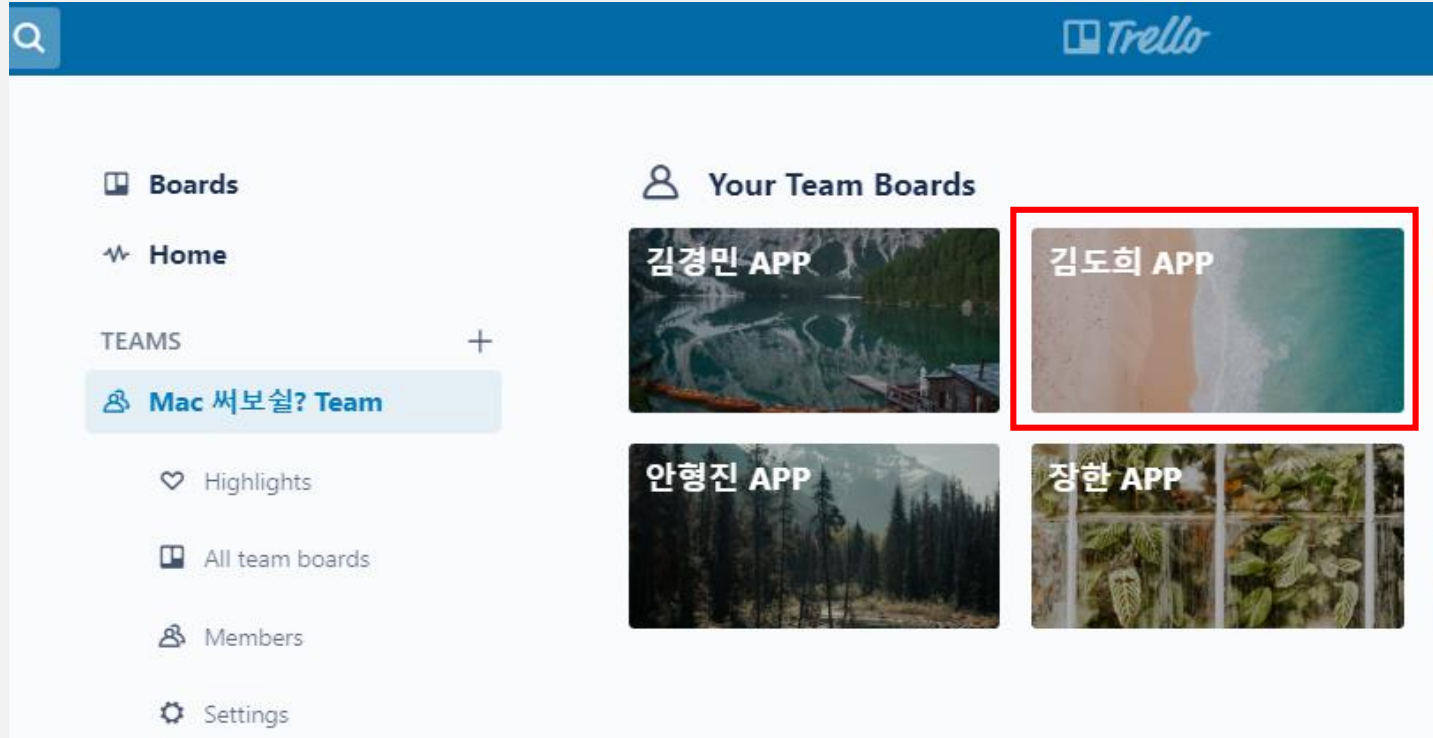 Trello
Boards
Home
TEAMS
Mac 써보쉴? Team
Highlights
All team boards
Members
Settings
Your Team Boards
김경민 APP
김도희 APP
안형진 APP
장한 APP